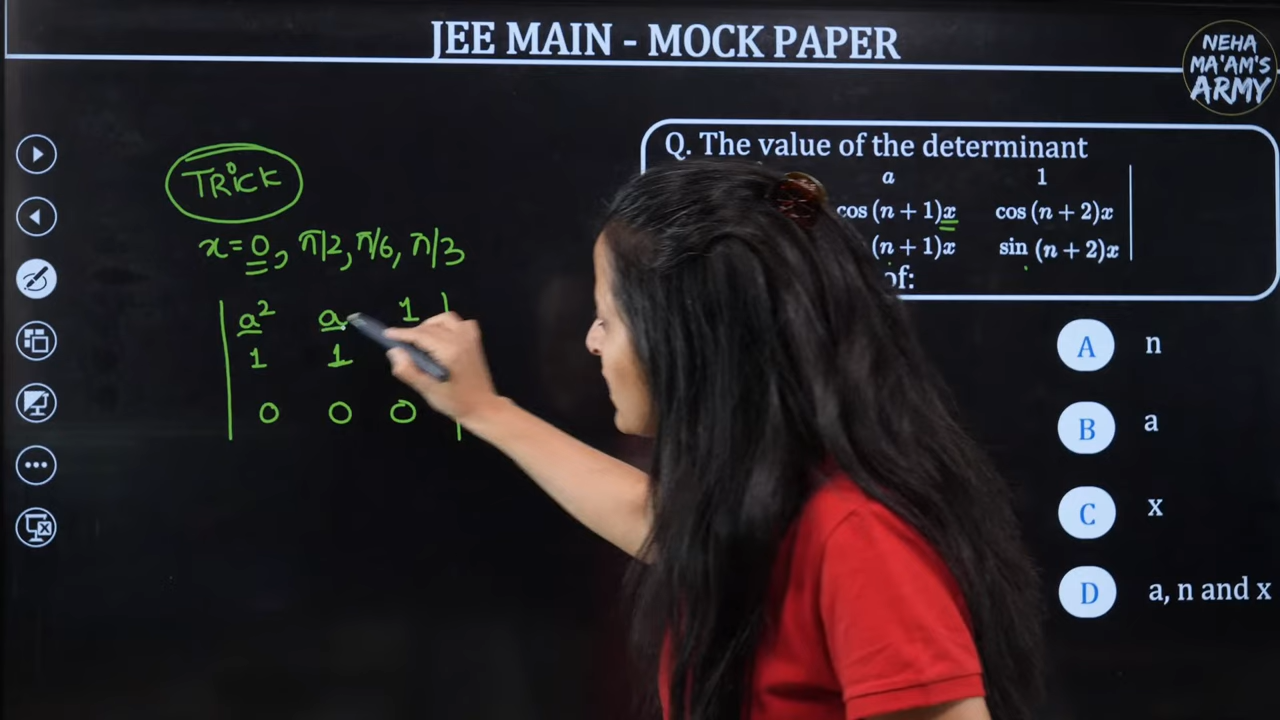 JEE MAIN - MOCK PAPER
NEHA
MA'AM'S
ARMY
TRICK
x = 0, π/2, π/6, π/3
a² a 1
1 1
0 0 0
Q. The value of the determinant
a 1
cos (n + 1)x cos (n + 2)x
(n + 1)x sin (n + 2)x
of:
A n
B a
C x
D a, n and x